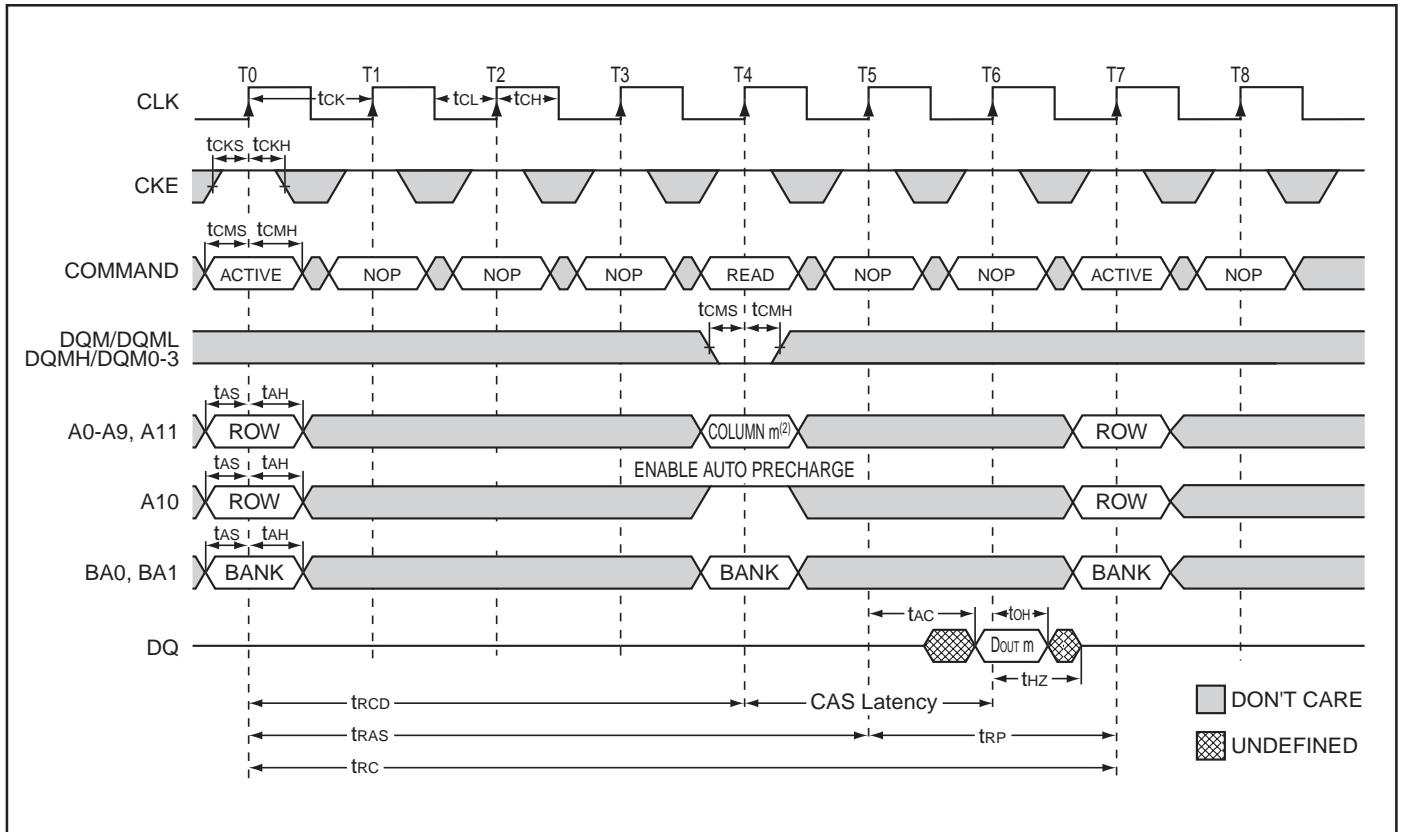 T0 T1 T2 T3 T4 T5 T6 T7 T8
CLK tCK tCL tCH
tCKS tCKH
CKE
tCMS tCMH
COMMAND ACTIVE NOP NOP NOP READ NOP NOP ACTIVE NOP
tCMS tCMH
DQM/DQML
DQMH/DQM0-3
tAS tAH
A0-A9, A11 ROW COLUMN m(2) ROW
tAS tAH ENABLE AUTO PRECHARGE
A10 ROW ROW
tAS tAH
BA0, BA1 BANK BANK BANK
tAC tOH
DQ DOUT m
tHZ
tRCD CAS Latency DON'T CARE
tRAS tRP
UNDEFINED
tRC